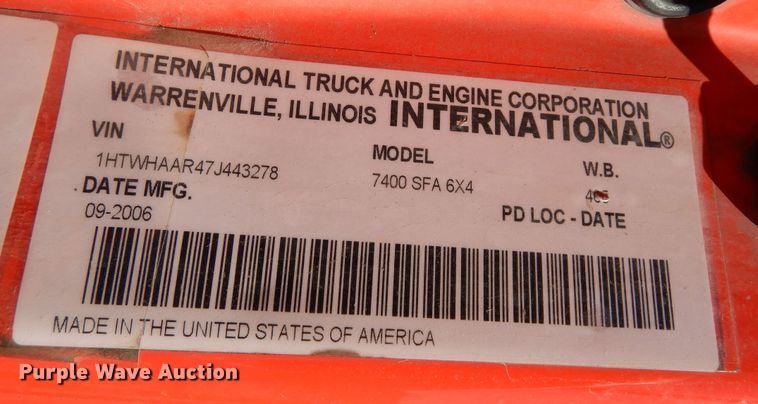 INTERNATIONAL TRUCK AND ENGINE CORPORATION
WARRENVILLE, ILLINOIS INTERNATIONAL®
VIN MODEL W.B.
1HTWHAAR47J443278 7400 SFA 6X4
DATE MFG. PD LOC - DATE
09-2006
MADE IN THE UNITED STATES OF AMERICA
Purple Wave Auction